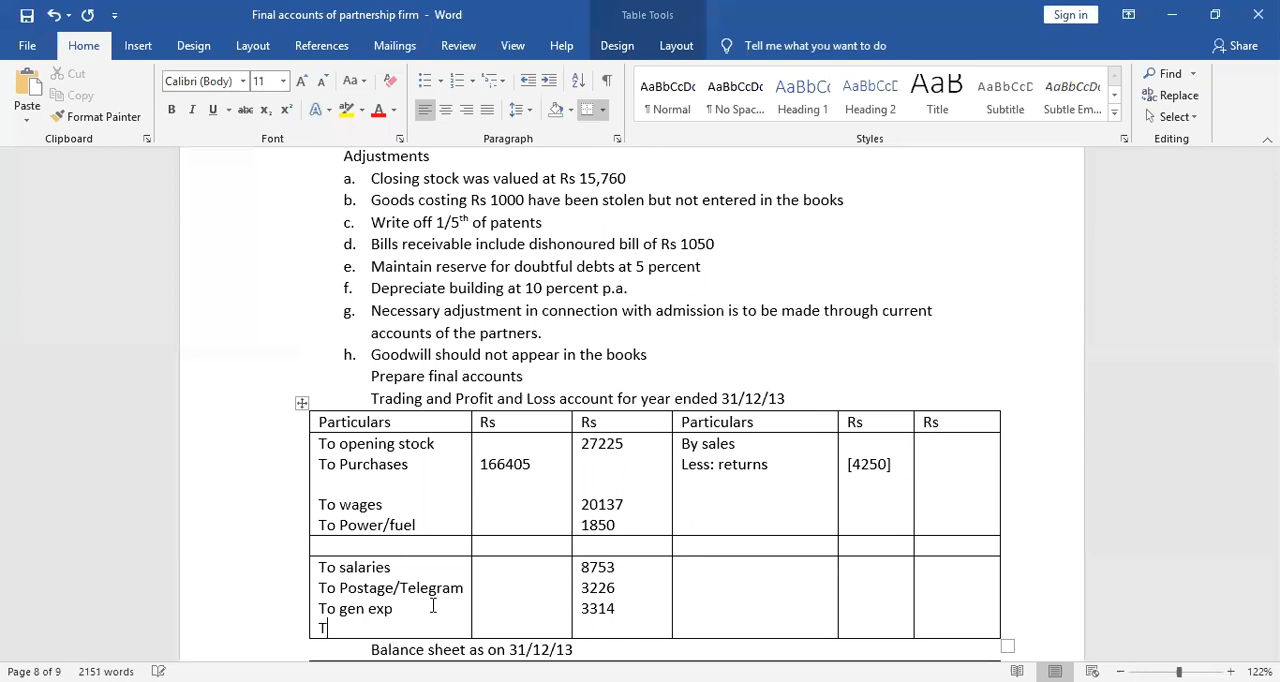 Final accounts of partnership firm - Word
Table Tools
Sign in
File Home Insert Design Layout References Mailings Review View Help Design Layout Tell me what you want to do Share
Paste
Cut
Copy
Format Painter
Clipboard
Calibri (Body) 11
Font
Paragraph
AaBbCcDc AaBbCcDc AaBbC( AaBbCcC AaB AaBbCcD AaBbCcDc
¶ Normal ¶ No Spac... Heading 1 Heading 2 Title Subtitle Subtle Em...
Styles
Find
Replace
Select
Editing
Adjustments
a. Closing stock was valued at Rs 15,760
b. Goods costing Rs 1000 have been stolen but not entered in the books
c. Write off 1/5th of patents
d. Bills receivable include dishonoured bill of Rs 1050
e. Maintain reserve for doubtful debts at 5 percent
f. Depreciate building at 10 percent p.a.
g. Necessary adjustment in connection with admission is to be made through current
accounts of the partners.
h. Goodwill should not appear in the books
Prepare final accounts
Trading and Profit and Loss account for year ended 31/12/13
Particulars Rs Rs Particulars Rs Rs
To opening stock 27225 By sales
To Purchases 166405 Less: returns [4250]
To wages 20137
To Power/fuel 1850
To salaries 8753
To Postage/Telegram 3226
To gen exp 3314
T
Balance sheet as on 31/12/13
Page 8 of 9 2151 words 122%